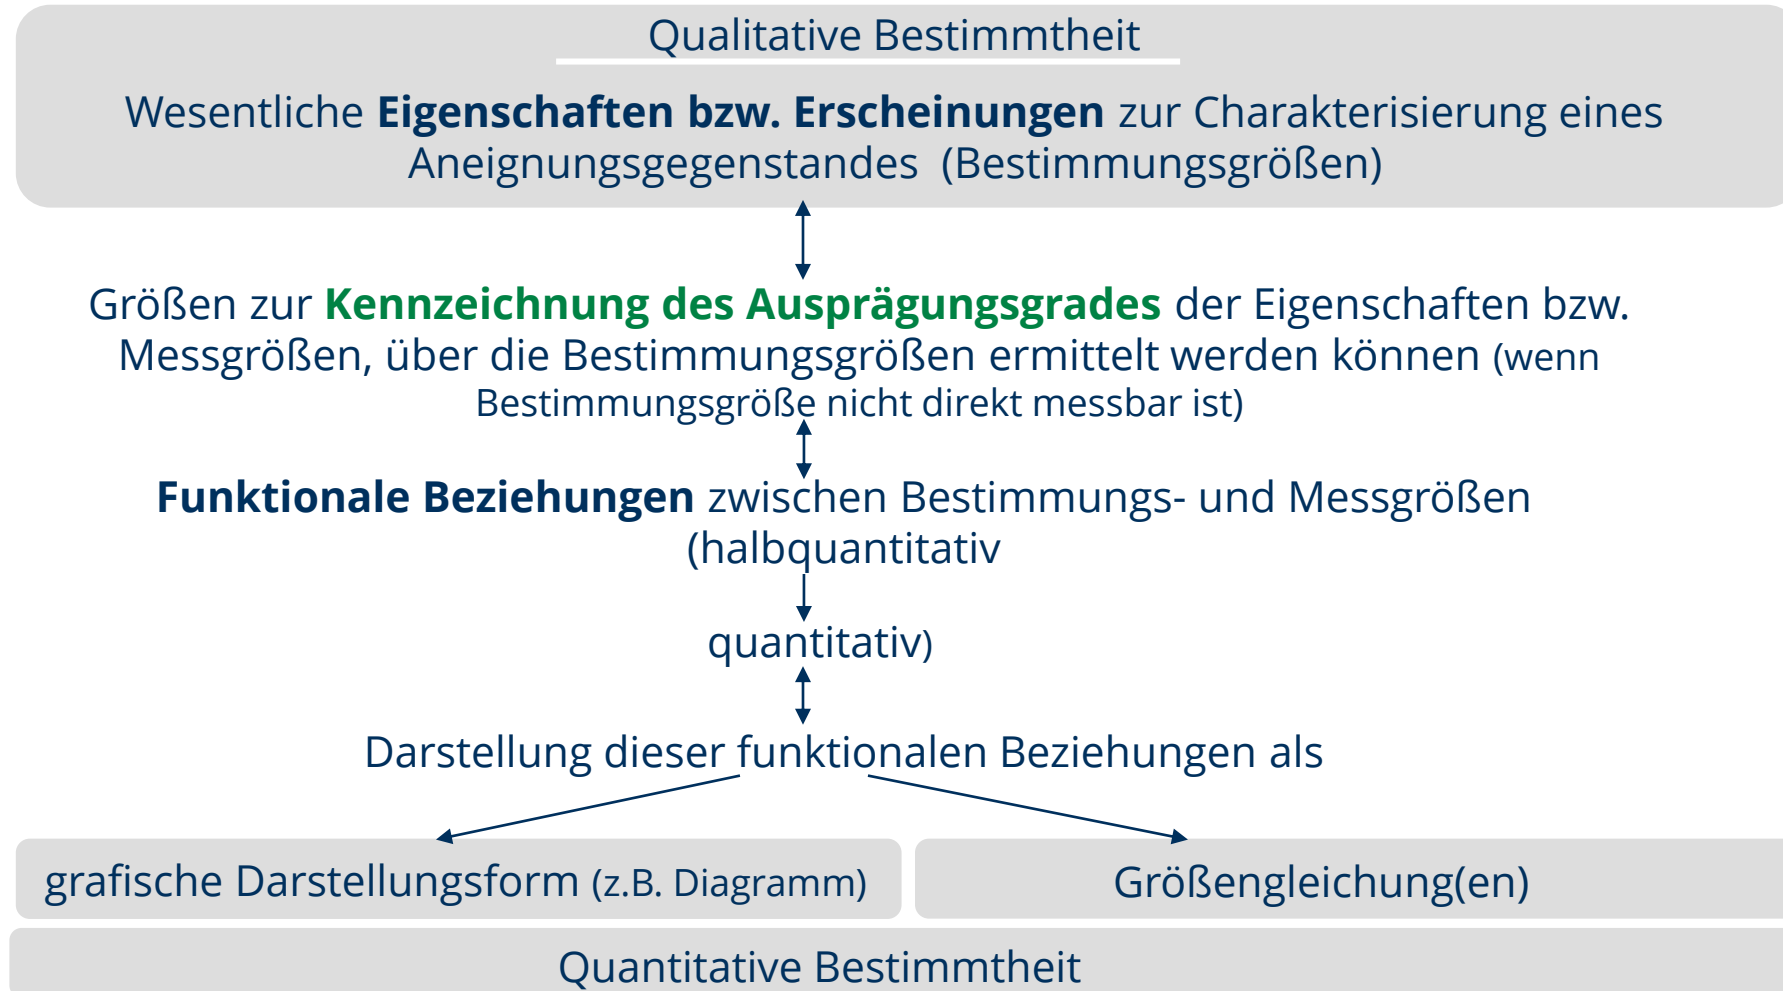 Qualitative Bestimmtheit
Wesentliche Eigenschaften bzw. Erscheinungen zur Charakterisierung eines
Aneignungsgegenstandes (Bestimmungsgrößen)
Größen zur Kennzeichnung des Ausprägungsgrades der Eigenschaften bzw.
Messgrößen, über die Bestimmungsgrößen ermittelt werden können (wenn
Bestimmungsgröße nicht direkt messbar ist)
Funktionale Beziehungen zwischen Bestimmungs- und Messgrößen
(halbquantitativ
quantitativ)
Darstellung dieser funktionalen Beziehungen als
grafische Darstellungsform (z.B. Diagramm)
Größengleichung(en)
Quantitative Bestimmtheit